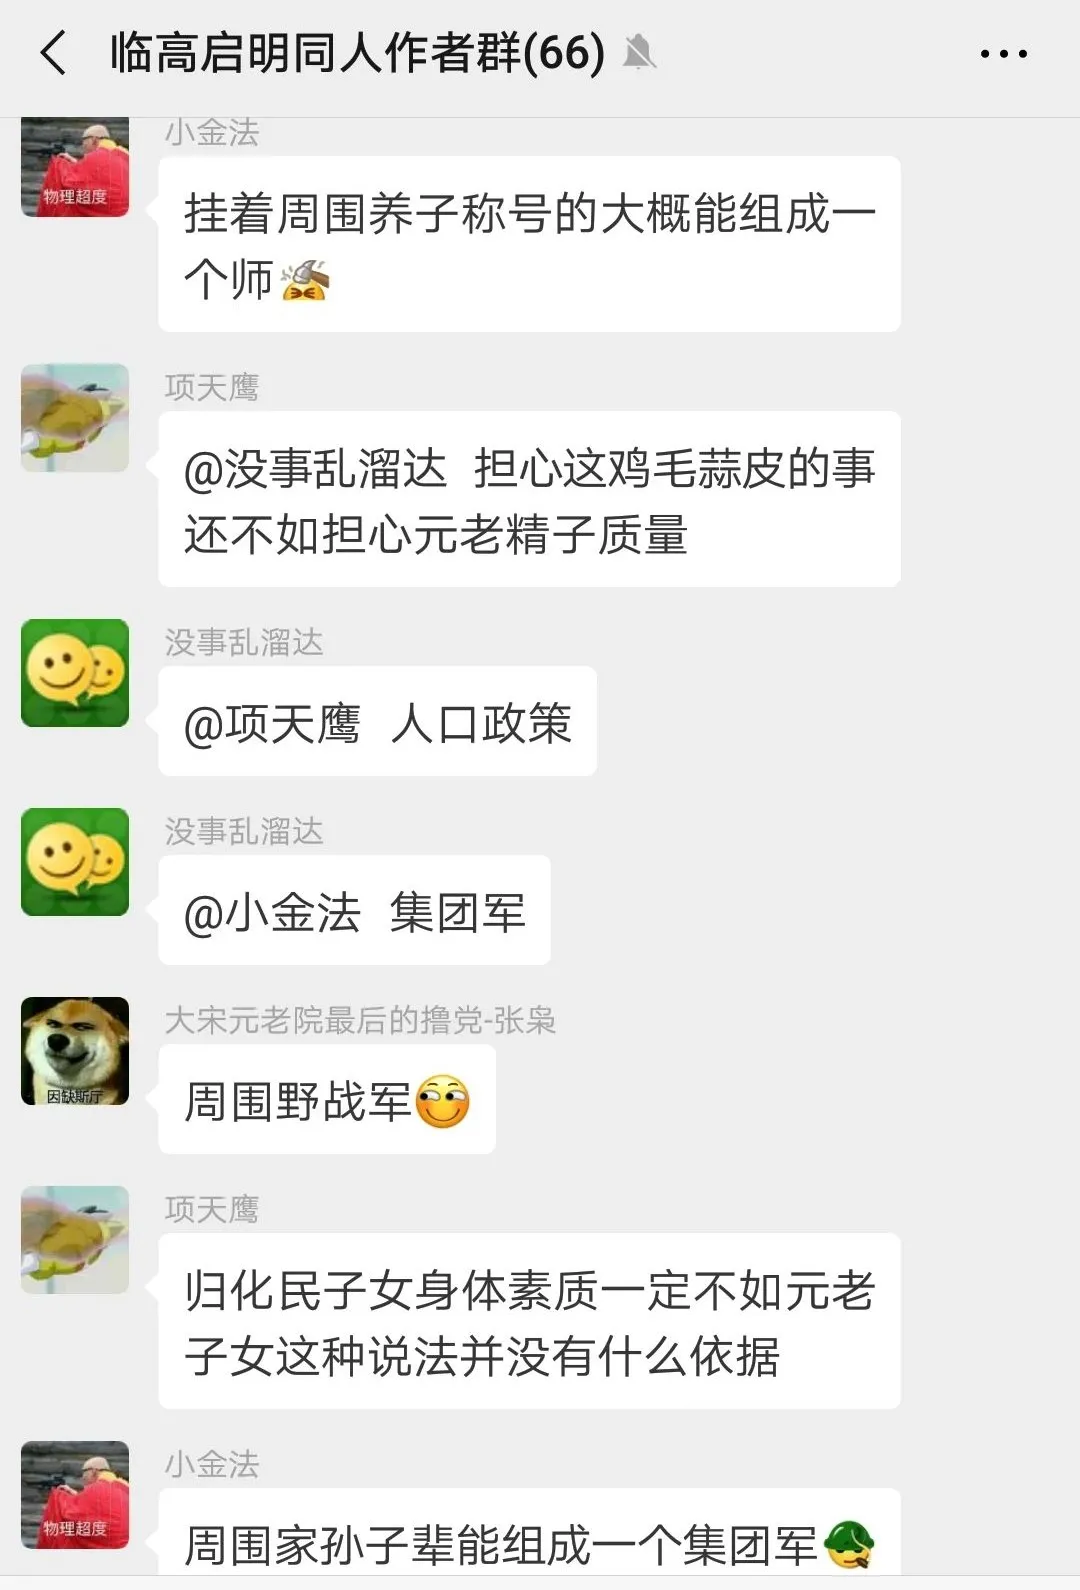 临高启明同人作者群(66)
小金法
物理超度
挂着周围养子称号的大概能组成一
个师
项天鹰
@没事乱溜达 担心这鸡毛蒜皮的事
还不如担心元老精子质量
没事乱溜达
@项天鹰 人口政策
没事乱溜达
@小金法 集团军
大宋元老院最后的撸党-张枭
因缺斯厅
周围野战军
项天鹰
归化民子女身体素质一定不如元老
子女这种说法并没有什么依据
小金法
物理超度
周围家孙子辈能组成一个集团军